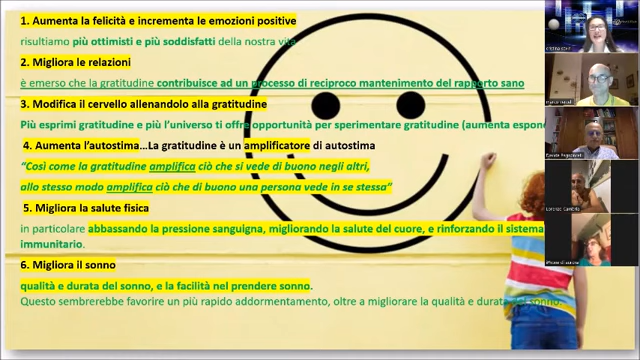 1. Aumenta la felicità e incrementa le emozioni positive
risultiamo più ottimisti e più soddisfatti della nostra vita
2. Migliora le relazioni
è emerso che la gratitudine contribuisce ad un processo di reciproco mantenimento del rapporto sano
3. Modifica il cervello allenandolo alla gratitudine
Più esprimi gratitudine e più l'universo ti offre opportunità per sperimentare gratitudine (aumenta espon
4. Aumenta l'autostima...La gratitudine è un amplificatore di autostima
"Così come la gratitudine amplifica ciò che si vede di buono negli altri,
allo stesso modo amplifica ciò che di buono una persona vede in se stessa"
5. Migliora la salute fisica
in particolare abbassando la pressione sanguigna, migliorando la salute del cuore, e rinforzando il sistema
immunitario.
6. Migliora il sonno
qualità e durata del sonno, e la facilità nel prendere sonno.
Questo sembrerebbe favorire un più rapido addormentamento, oltre a migliorare la qualità e durata del sonno.